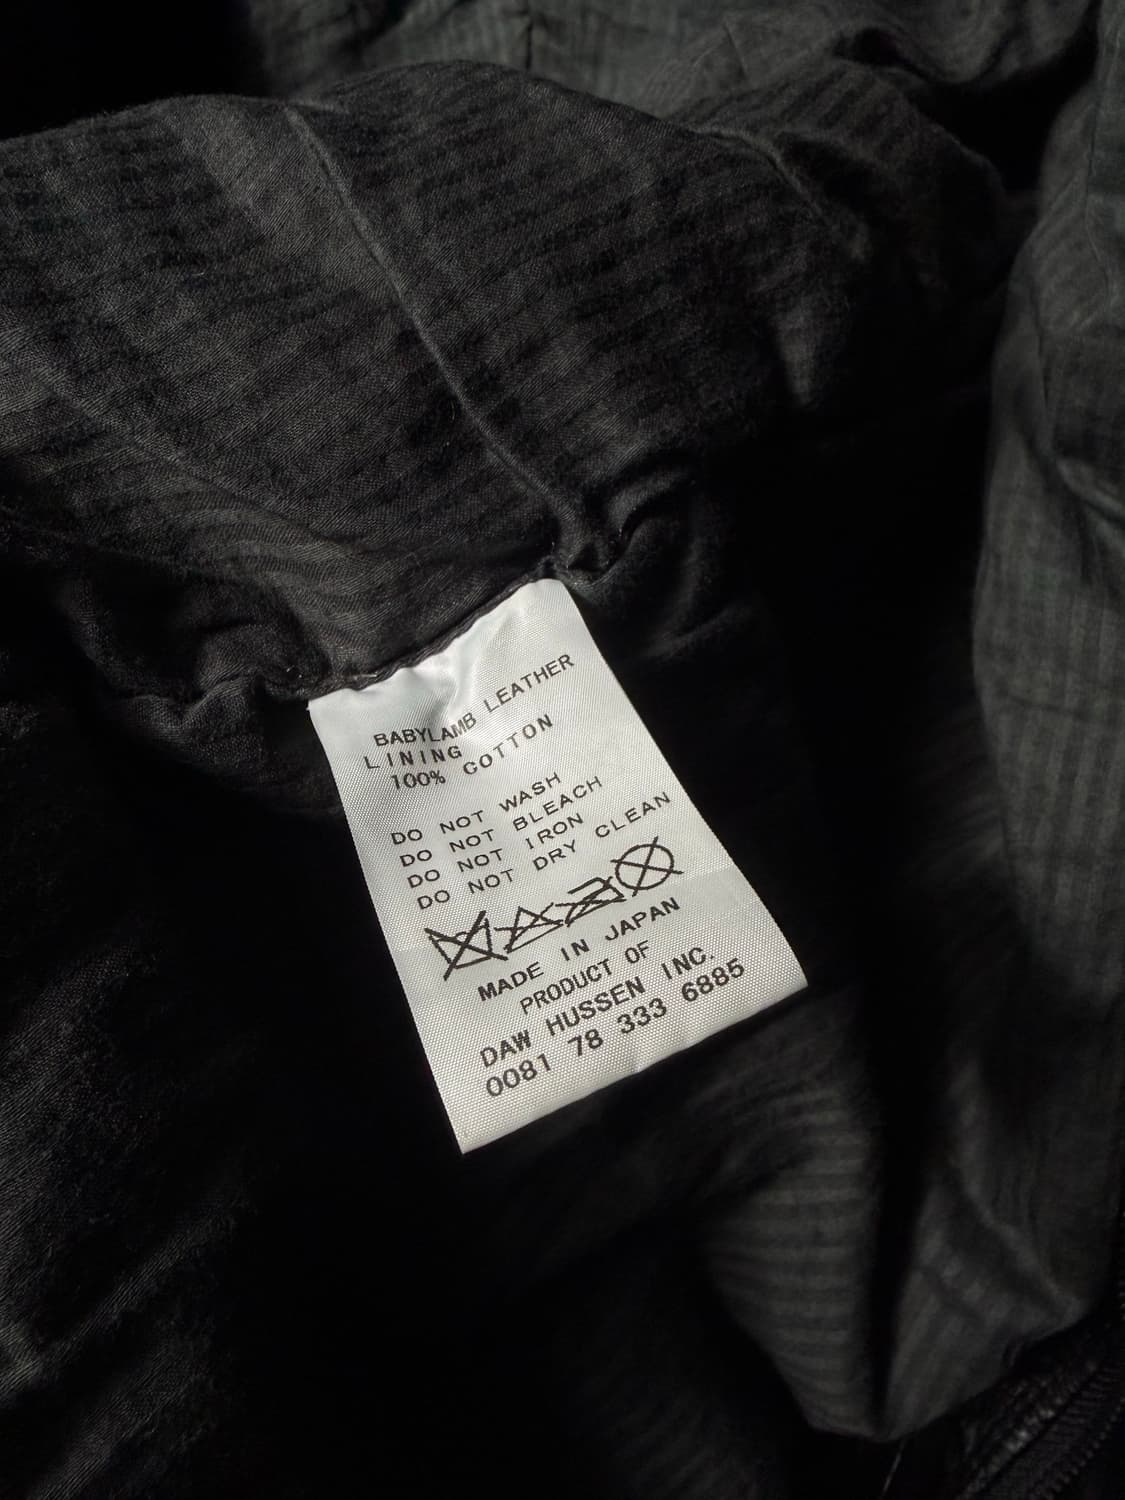 BABYLAMB LEATHER
LINING
100% COTTON
DO NOT WASH
DO NOT BLEACH
DO NOT IRON
DO NOT DRY CLEAN
MADE IN JAPAN
PRODUCT OF
DAW HUSSEN INC.
0081 78 333 6885